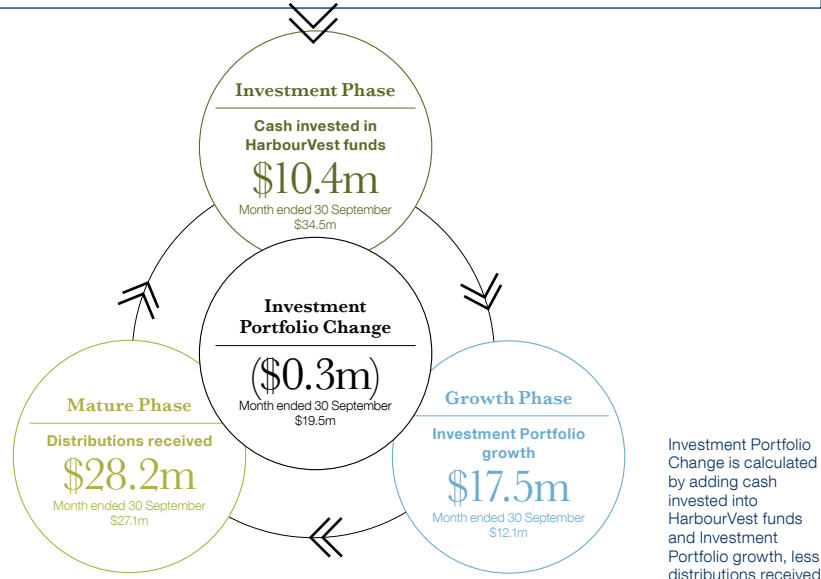 Investment Phase
Cash invested in
HarbourVest funds
$10.4m
Month ended 30 September
$34.5m
Investment
Portfolio Change
($0.3m)
Month ended 30 September
$19.5m
Mature Phase
Distributions received
$28.2m
Month ended 30 September
$27.1m
Growth Phase
Investment Portfolio
growth
$17.5m
Month ended 30 September
$12.1m
Investment Portfolio
Change is calculated
by adding cash
invested into
HarbourVest funds
and Investment
Portfolio growth, less
distributions received